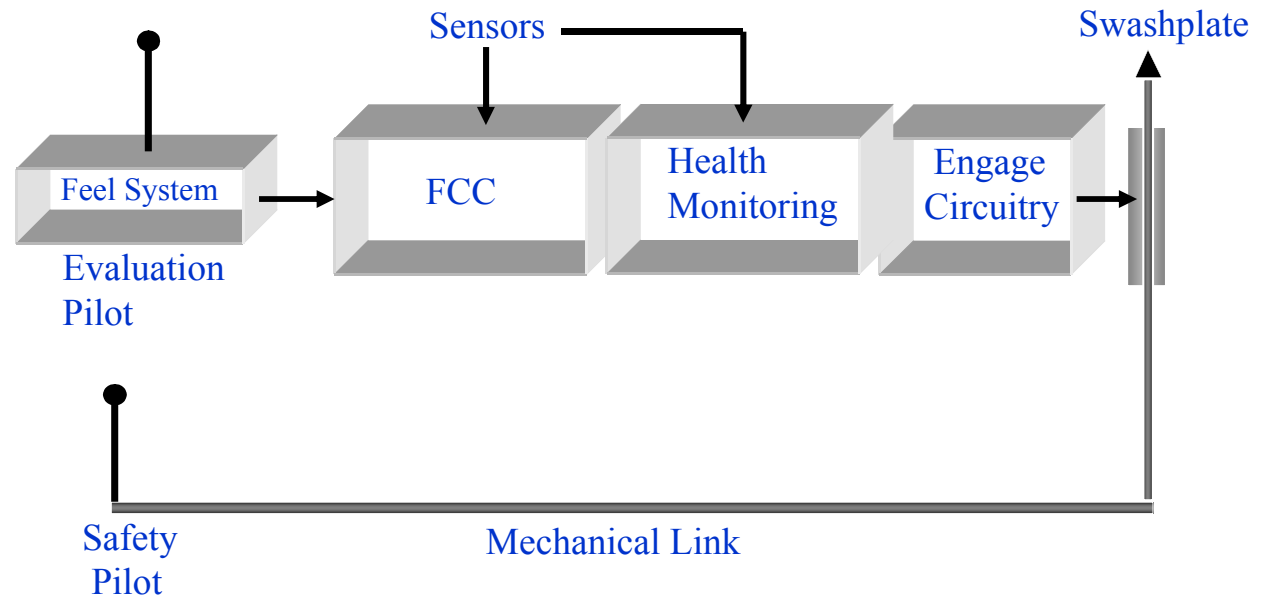 Sensors
Swashplate
Feel System
FCC
Health
Monitoring
Engage
Circuitry
Evaluation
Pilot
Safety
Pilot
Mechanical Link